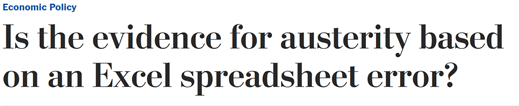 Economic Policy
Is the evidence for austerity based
on an Excel spreadsheet error?